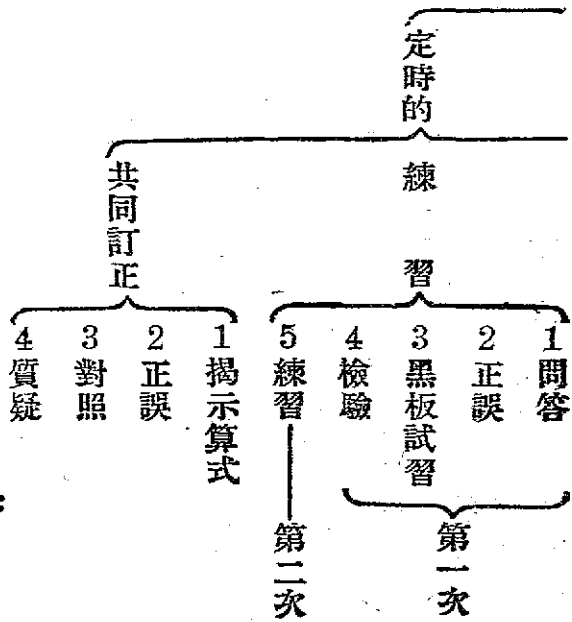 定時的
練習
1問答
2正誤
3黑板試習
4檢驗
第一次
5練習
第二次
共同訂正
1揭示算式
2正誤
3對照
4質疑